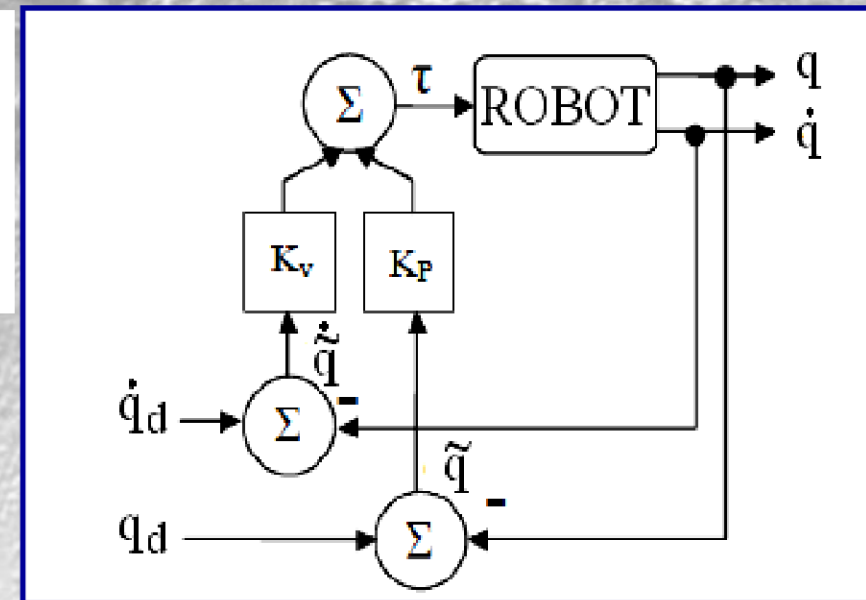 Σ τ ROBOT q
q̇
Kv KP
q̃̇
q̇d Σ -
q̃
qd Σ -